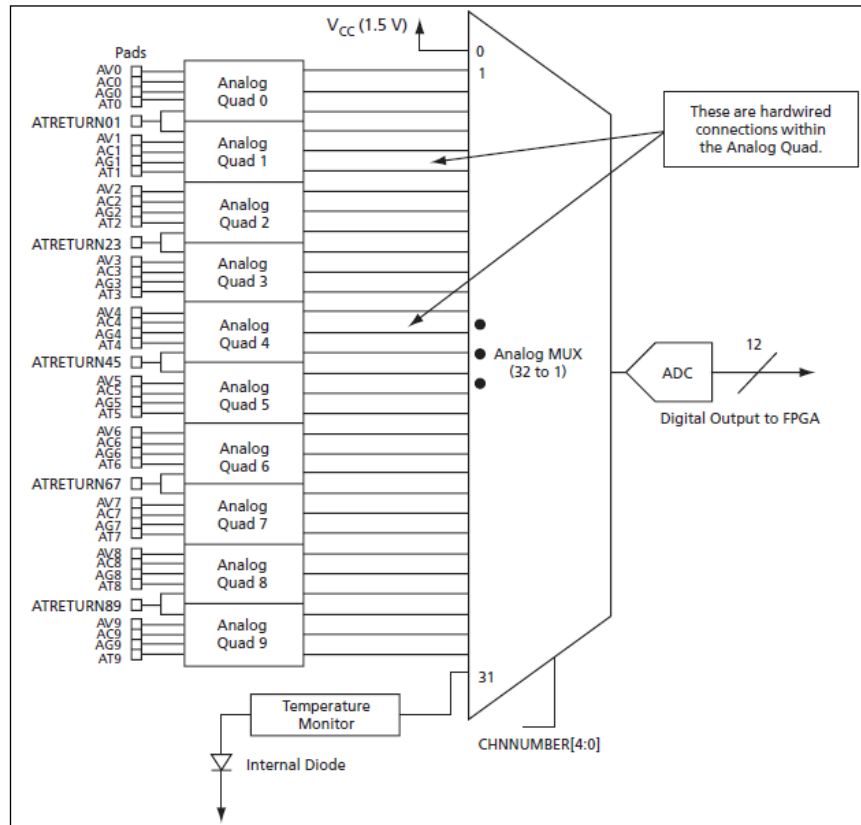 VCC (1.5 V)
Pads
0
1
AV0
AC0
AG0
AT0
Analog
Quad 0
ATRETURN01
These are hardwired
connections within
the Analog Quad.
AV1
AC1
AG1
AT1
Analog
Quad 1
AV2
AC2
AG2
AT2
Analog
Quad 2
ATRETURN23
AV3
AC3
AG3
AT3
Analog
Quad 3
AV4
AC4
AG4
AT4
Analog
Quad 4
ATRETURN45
Analog MUX
(32 to 1)
ADC
12
Digital Output to FPGA
AV5
AC5
AG5
AT5
Analog
Quad 5
AV6
AC6
AG6
AT6
Analog
Quad 6
ATRETURN67
AV7
AC7
AG7
AT7
Analog
Quad 7
AV8
AC8
AG8
AT8
Analog
Quad 8
ATRETURN89
AV9
AC9
AG9
AT9
Analog
Quad 9
31
Temperature
Monitor
CHNNUMBER[4:0]
Internal Diode